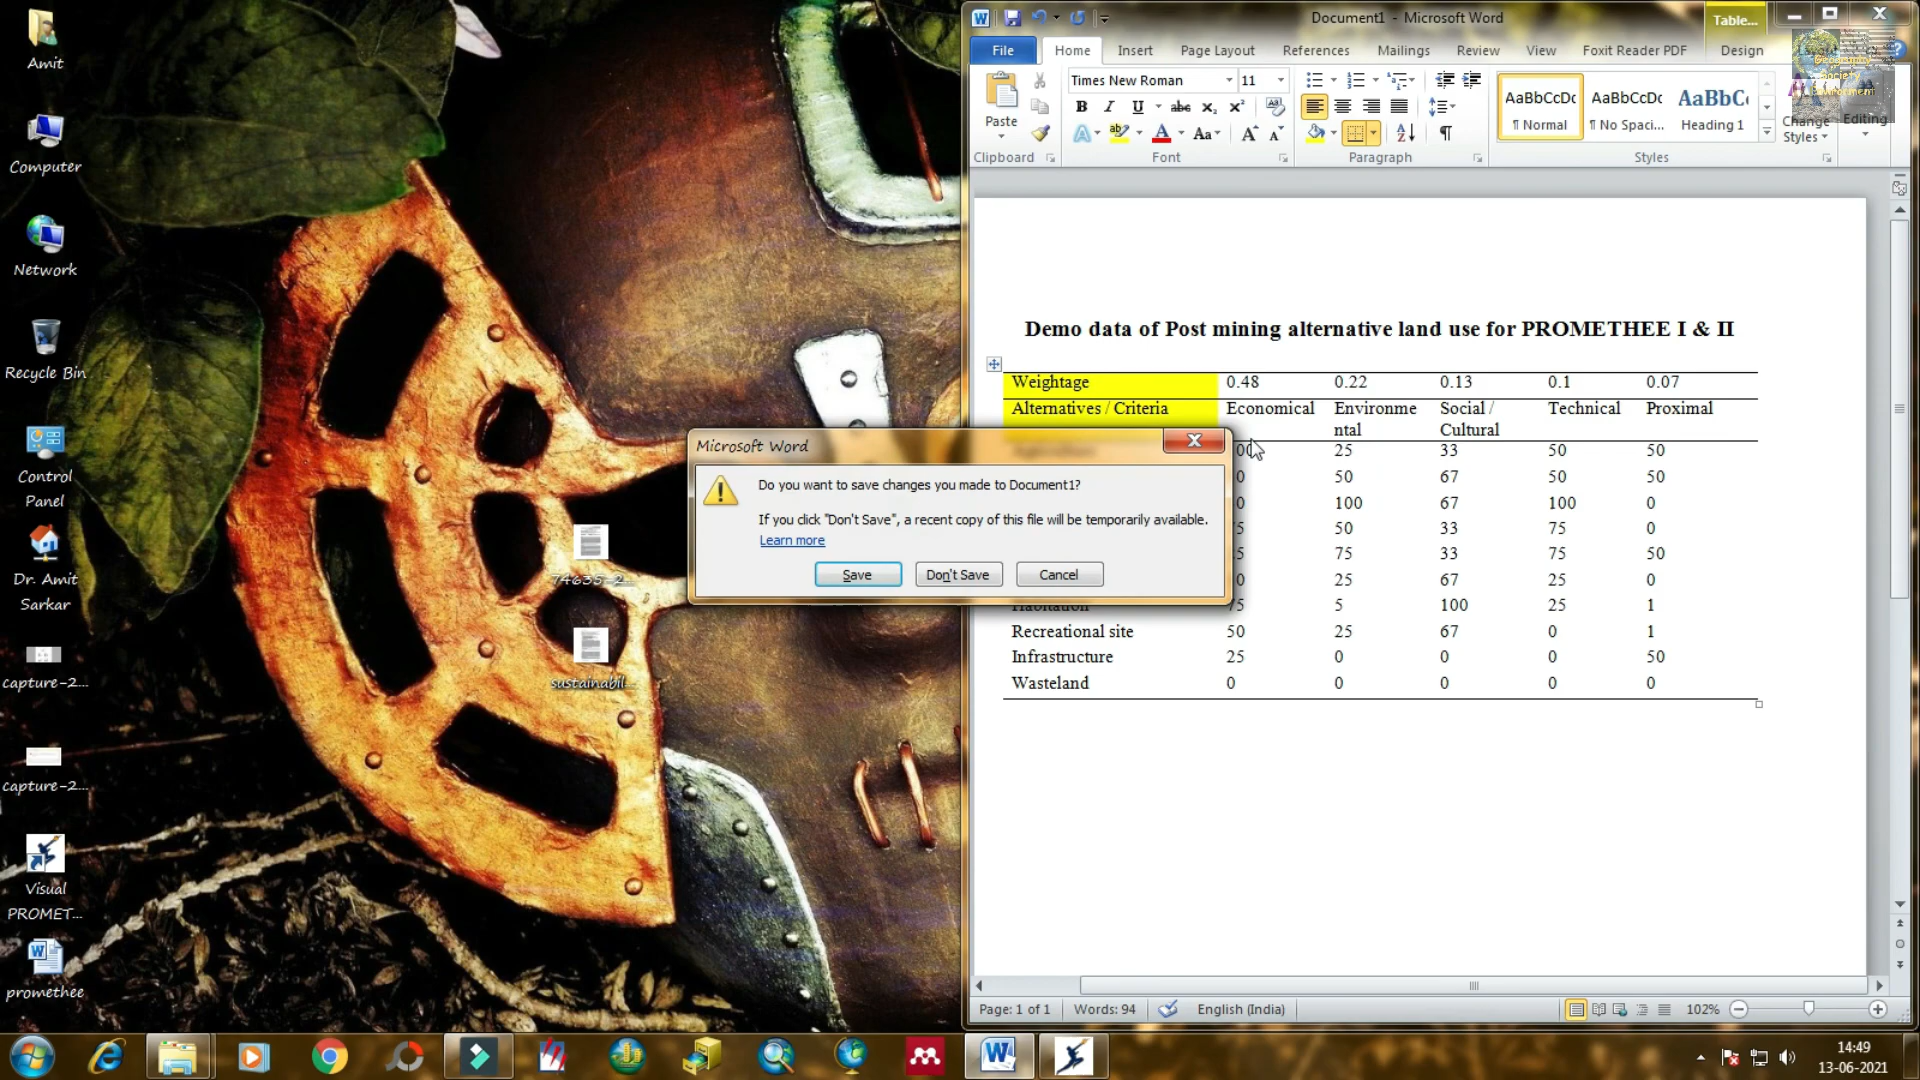 Amit
Computer
Network
Recycle Bin
Control
Panel
Dr. Amit
Sarkar
capture-2...
capture-2...
Visual
PROMET...
promethee
74635-2...
sustainabil...
Document1 - Microsoft Word
Table...
File
Home
Insert
Page Layout
References
Mailings
Review
View
Foxit Reader PDF
Design
Times New Roman
11
Paste
AaBbCcDc
AaBbCcDc
AaBbC
¶ Normal
¶ No Spaci...
Heading 1
Change
Styles
Editing
Geography
Society
Environment
Clipboard
Font
Paragraph
Styles
Demo data of Post mining alternative land use for PROMETHEE I & II
Weightage 0.48 0.22 0.13 0.1 0.07
Alternatives / Criteria Economical Environme Social / Technical Proximal
ntal Cultural
25 33 50 50
50 67 50
100 67 100 0
50 33 75 0
75 33 75 50
25 67 25 0
Habitation 75 5 100 25 1
Recreational site 50 25 67 0 1
Infrastructure 25 0 0 0 50
Wasteland 0 0 0 0 0
Microsoft Word
Do you want to save changes you made to Document1?
If you click "Don't Save", a recent copy of this file will be temporarily available.
Learn more
Save
Don't Save
Cancel
Page: 1 of 1
Words: 94
English (India)
102%
14:49
13-06-2021